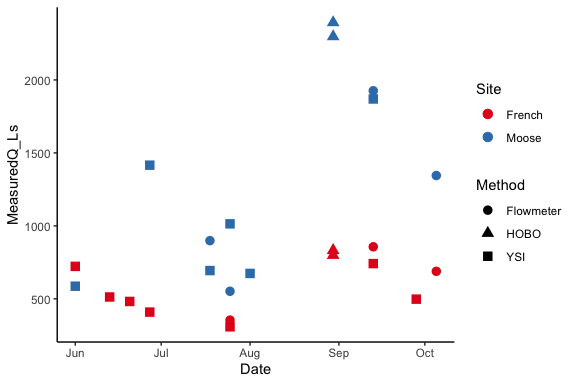 MeasuredQ_Ls
2000
1500
1000
500
Jun Jul Aug Sep Oct
Date
Site
French
Moose
Method
Flowmeter
HOBO
YSI